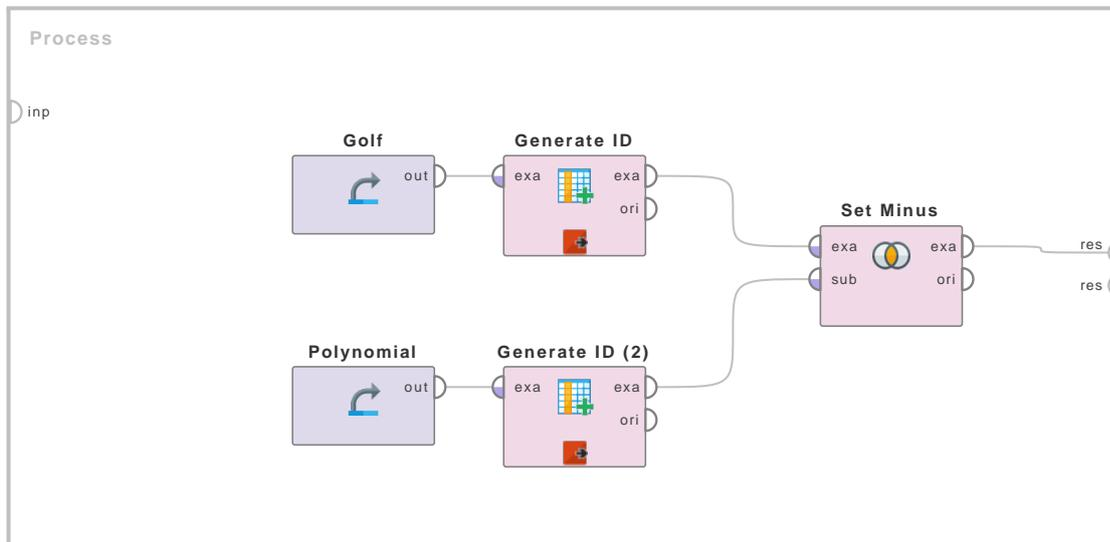 Process
inp
Golf
out
Generate ID
exa
exa
ori
Set Minus
exa
sub
exa
ori
res
res
Polynomial
out
Generate ID (2)
exa
exa
ori